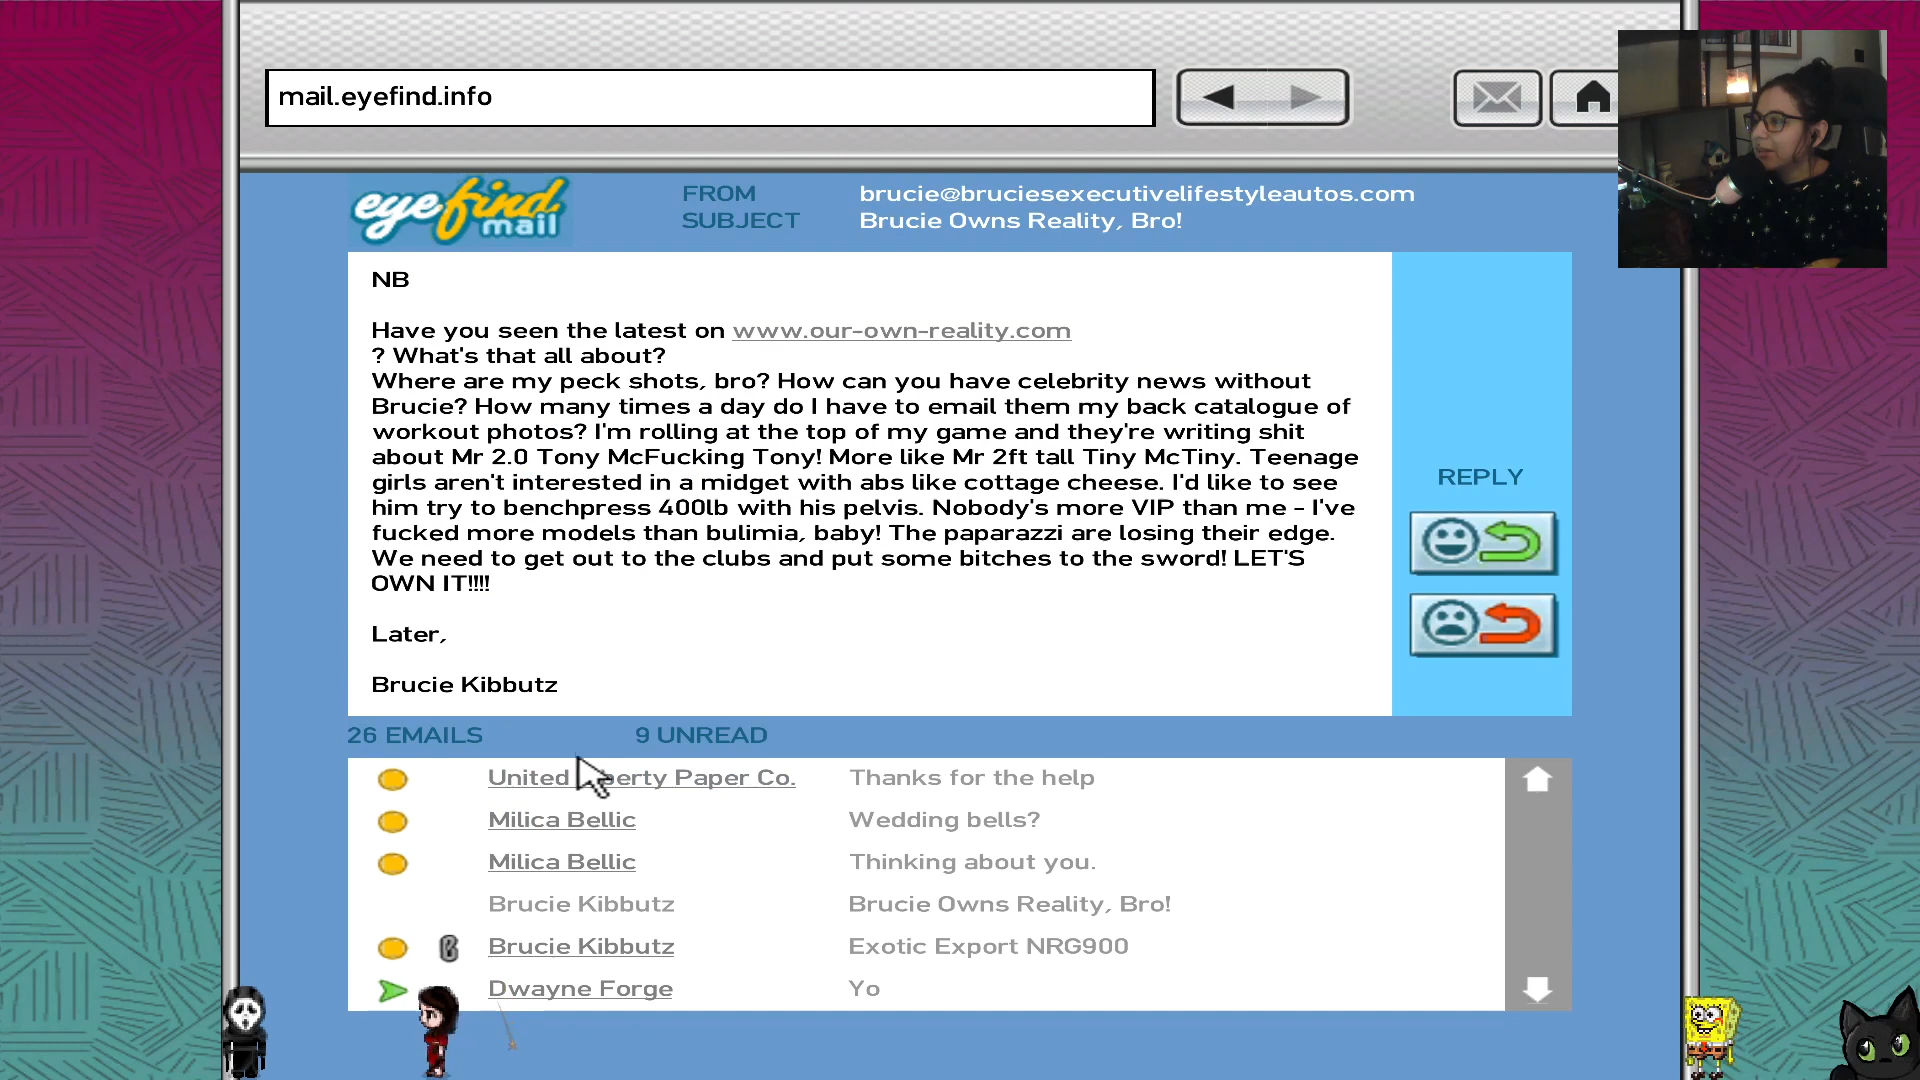 mail.eyefind.info
eyefind mail
FROM brucie@bruciesexecutivelifestyleautos.com
SUBJECT Brucie Owns Reality, Bro!
NB
Have you seen the latest on www.our-own-reality.com
? What's that all about?
Where are my peck shots, bro? How can you have celebrity news without
Brucie? How many times a day do I have to email them my back catalogue of
workout photos? I'm rolling at the top of my game and they're writing shit
about Mr 2.0 Tony McFucking Tony! More like Mr 2ft tall Tiny McTiny. Teenage
girls aren't interested in a midget with abs like cottage cheese. I'd like to see
him try to benchpress 400lb with his pelvis. Nobody's more VIP than me - I've
fucked more models than bulimia, baby! The paparazzi are losing their edge.
We need to get out to the clubs and put some bitches to the sword! LET'S
OWN IT!!!!
Later,
Brucie Kibbutz
REPLY
26 EMAILS 9 UNREAD
United Paper Co. Thanks for the help
Milica Bellic Wedding bells?
Milica Bellic Thinking about you.
Brucie Kibbutz Brucie Owns Reality, Bro!
Brucie Kibbutz Exotic Export NRG900
Dwayne Forge Yo